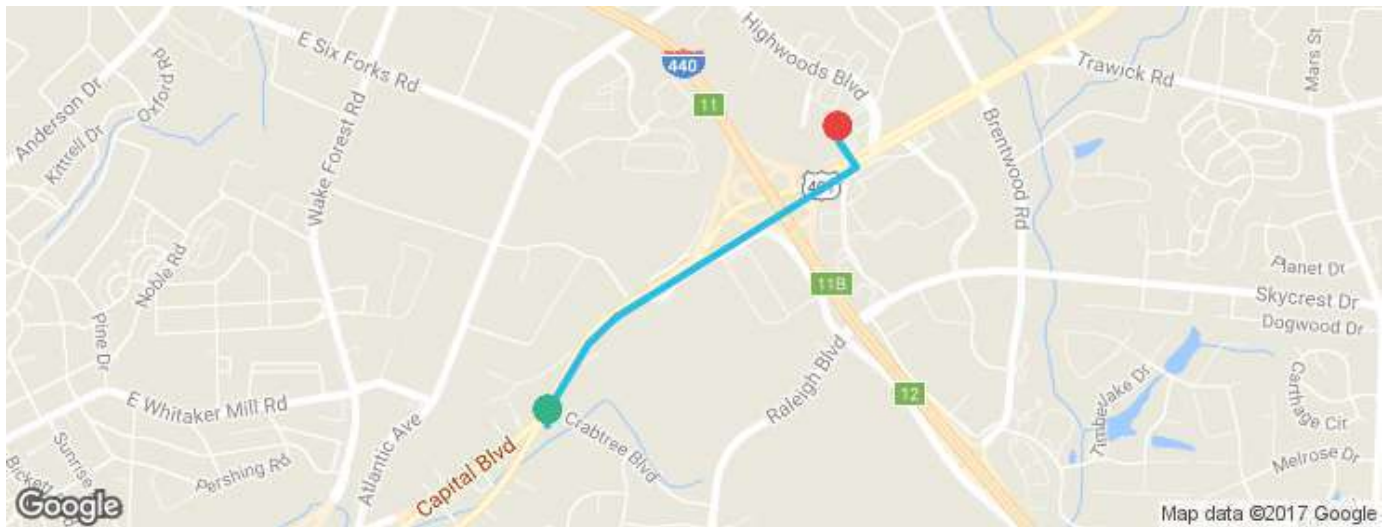 E Six Forks Rd
Anderson Dr
Oxford Rd
Kittrell Dr
Wake Forest Rd
440
11
Highwoods Blvd
Trawick Rd
Mars St
Brentwood Rd
Noble Rd
Pine Dr
11B
Planet Dr
Skycrest Dr
Dogwood Dr
E Whitaker Mill Rd
Raleigh Blvd
12
Timberlake Dr
Carthage Cir
Crabtree Blvd
Capital Blvd
Atlantic Ave
Sunrise
Pershing Rd
Melrose Dr
Google
Map data ©2017 Google